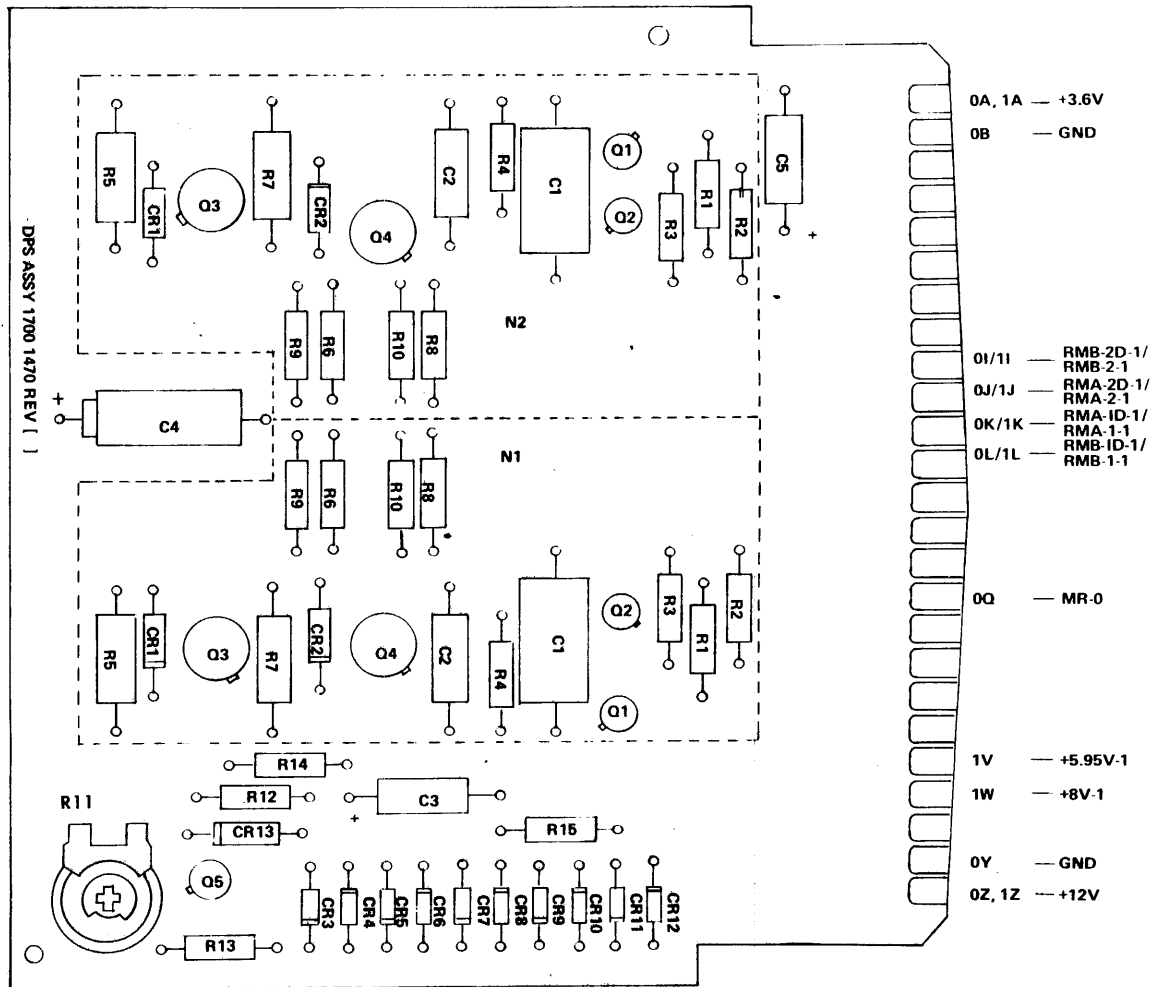 0A, 1A — +3.6V
0B — GND
R5
CR1
Q3
R7
CR2
Q4
C2
R4
C1
Q1
Q2
R3
R1
R2
C5
+
DPS ASSY 1700 1470 REV [ ]
R9
R6
R10
R8
N2
0I/1I — RMB-2D-1/
RMB-2-1
0J/1J — RMA-2D-1/
RMA-2-1
0K/1K — RMA-ID-1/
RMA-1-1
0L/1L — RMB-ID-1/
RMB-1-1
+
C4
N1
R9
R6
R10
R8
R5
CR1
Q3
R7
CR2
Q4
C2
R4
C1
Q2
Q1
R3
R1
R2
0Q — MR-0
R14
R12
+
C3
R11
CR13
R15
Q5
1V — +5.95V-1
1W — +8V-1
0Y — GND
0Z, 1Z — +12V
CR3
CR4
CR5
CR6
CR7
CR8
CR9
CR10
CR11
CR12
R13